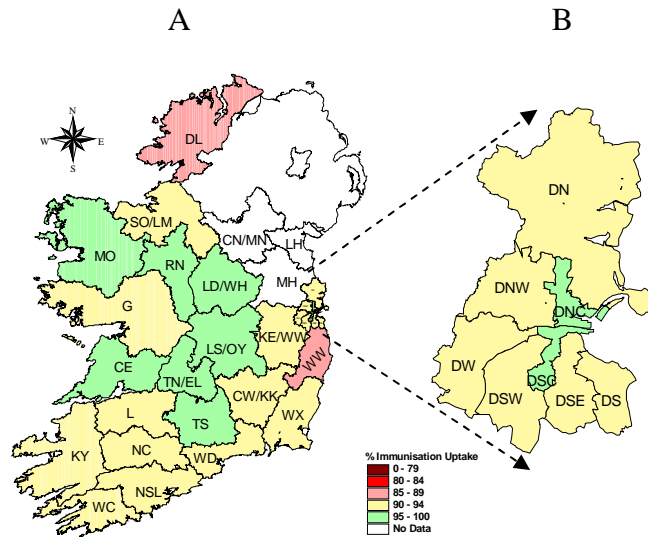 A
B
N
W E
S
DL
SO/LM
CN/MN
LH
MO
RN
LD/WH
MH
G
LS/OY
KE/WW
WW
CE
TN/EL
L
TS
CW/KK
WX
KY
NC
WD
NSL
WC
DN
DNW
DNC
DW
DSW
DSC
DSE
DS
% Immunisation Uptake
0 - 79
80 - 84
85 - 89
90 - 94
95 - 100
No Data